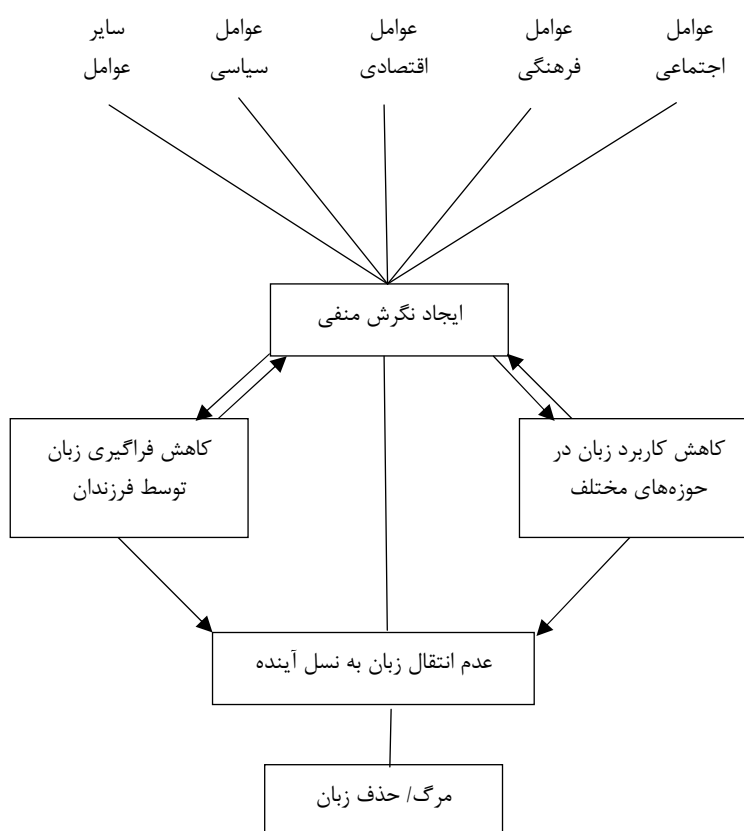 عوامل
اجتماعی
عوامل
فرهنگی
عوامل
اقتصادی
عوامل
سیاسی
سایر
عوامل
ایجاد نگرش منفی
کاهش کاربرد زبان در
حوزه‌های مختلف
کاهش فراگیری زبان
توسط فرزندان
عدم انتقال زبان به نسل آینده
مرگ/ حذف زبان